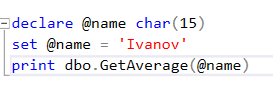 declare @name char(15)
set @name = 'Ivanov'
print dbo.GetAverage(@name)